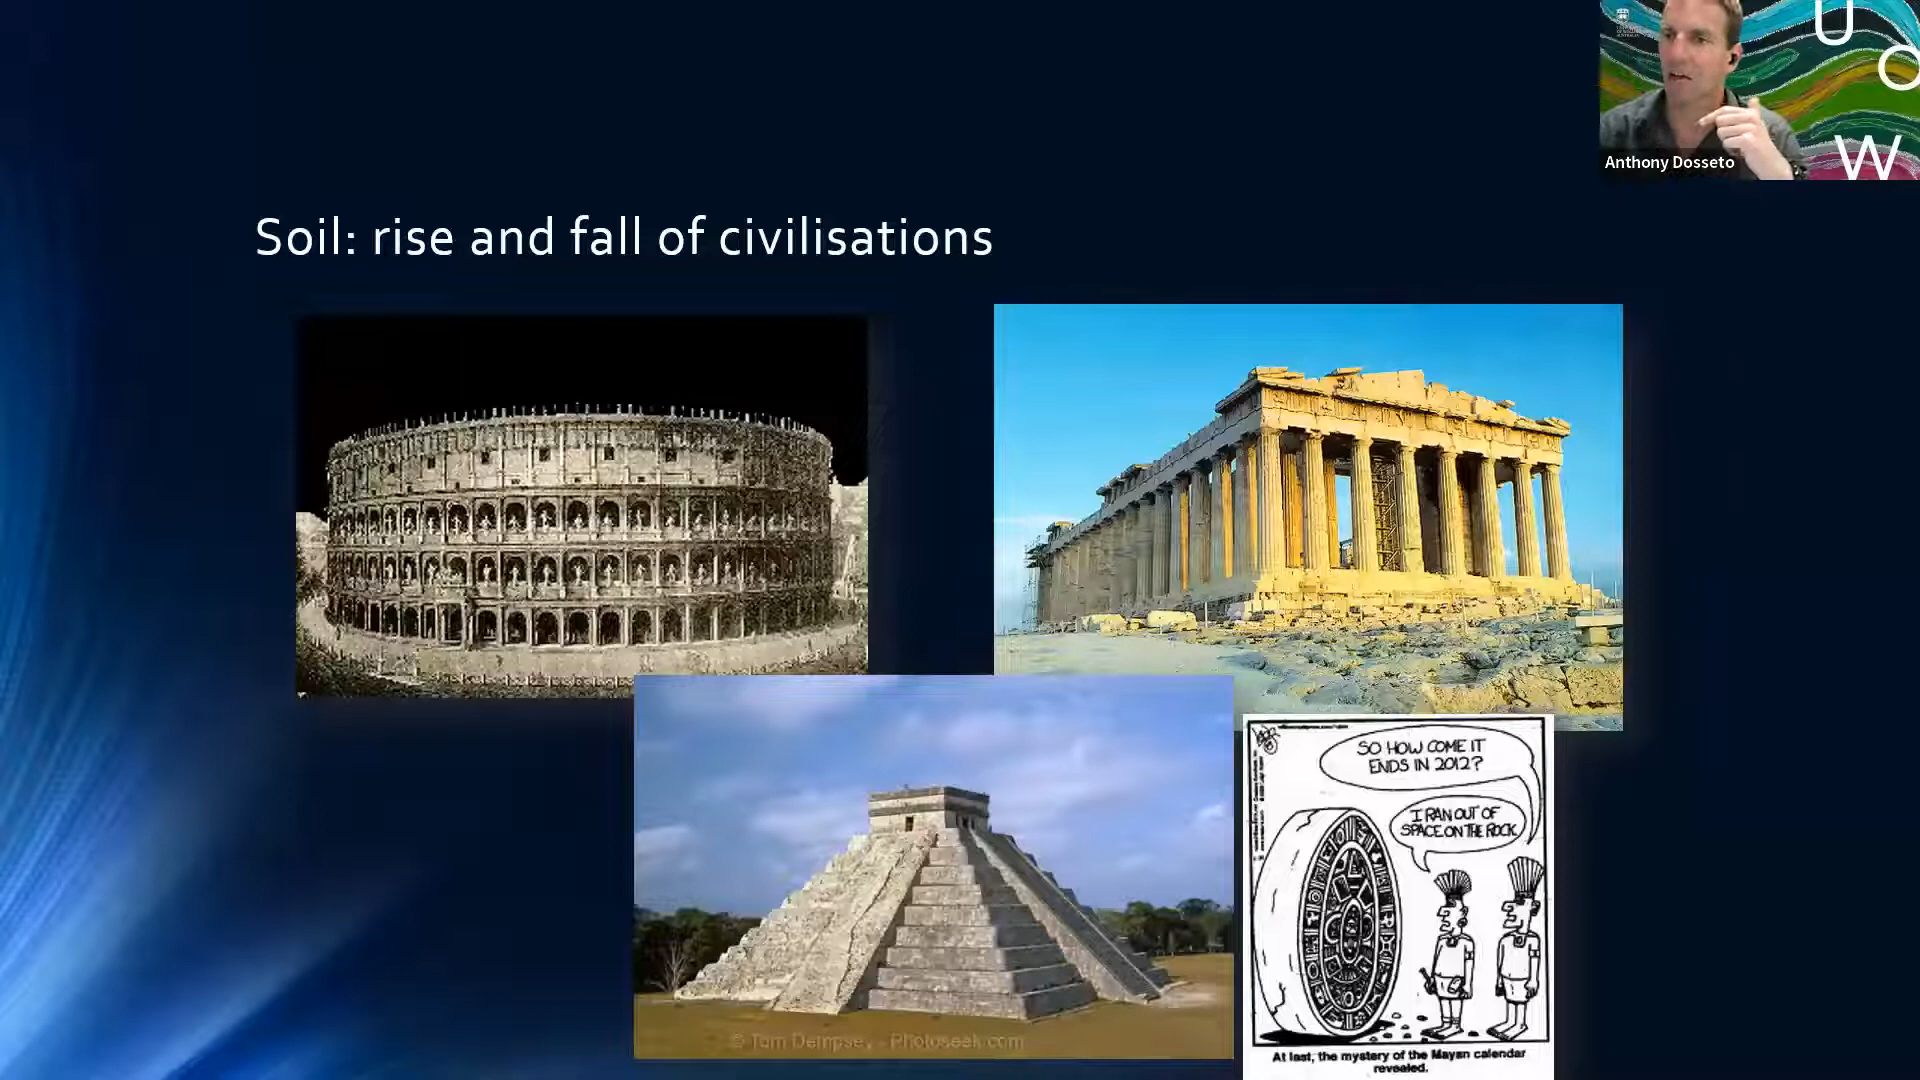 U
O
W
Anthony Dosseto
Soil: rise and fall of civilisations
SO HOW COME IT
ENDS IN 2012?
I RAN OUT OF
SPACE ON THE ROCK
© Tom Dempsey - Photoseek.com
At last, the mystery of the Mayan calendar
revealed.